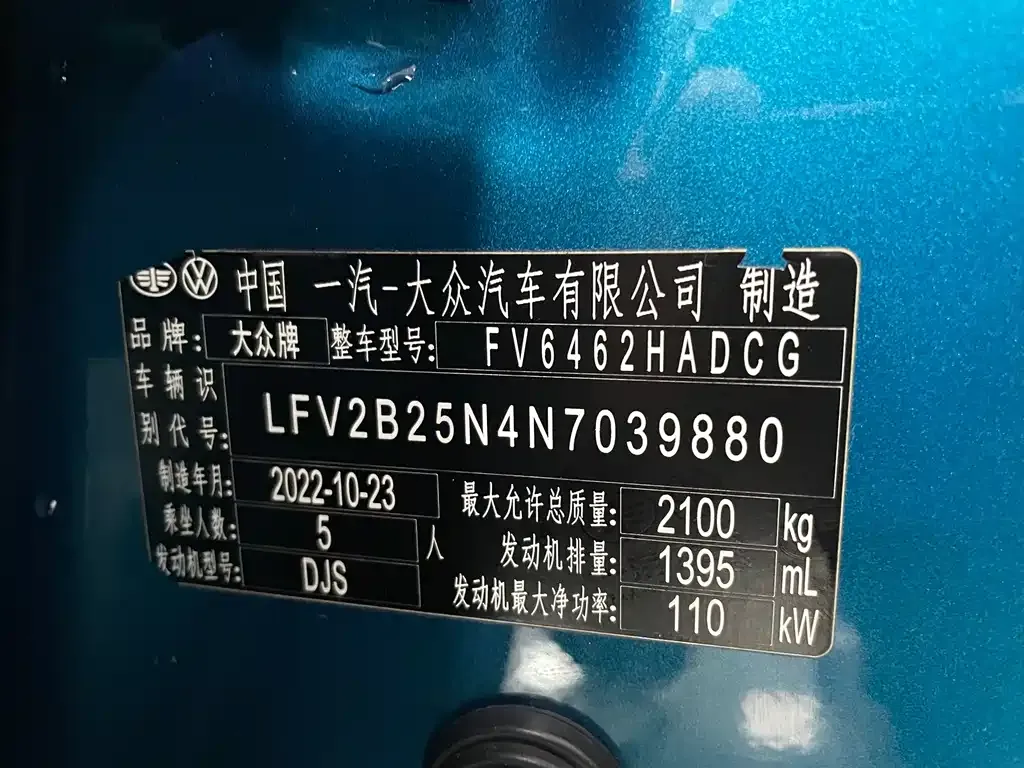 中国 一汽-大众汽车有限公司 制造
品牌: 大众牌 整车型号: FV6462HADCG
车辆识别代号: LFV2B25N4N7039880
制造年月: 2022-10-23 最大允许总质量: 2100 kg
乘坐人数: 5 人 发动机排量: 1395 mL
发动机型号: DJS 发动机最大净功率: 110 kW